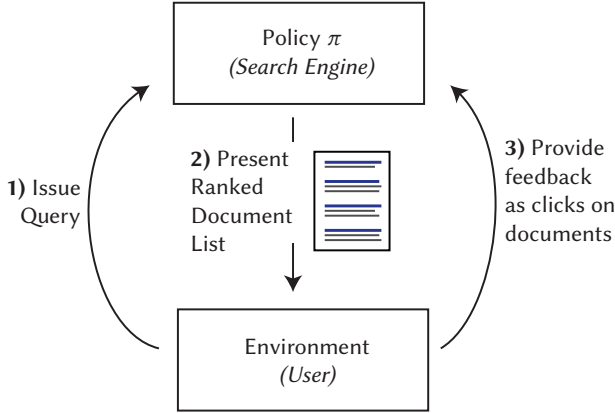 Policy π
(Search Engine)
1) Issue
Query
2) Present
Ranked
Document
List
3) Provide
feedback
as clicks on
documents
Environment
(User)